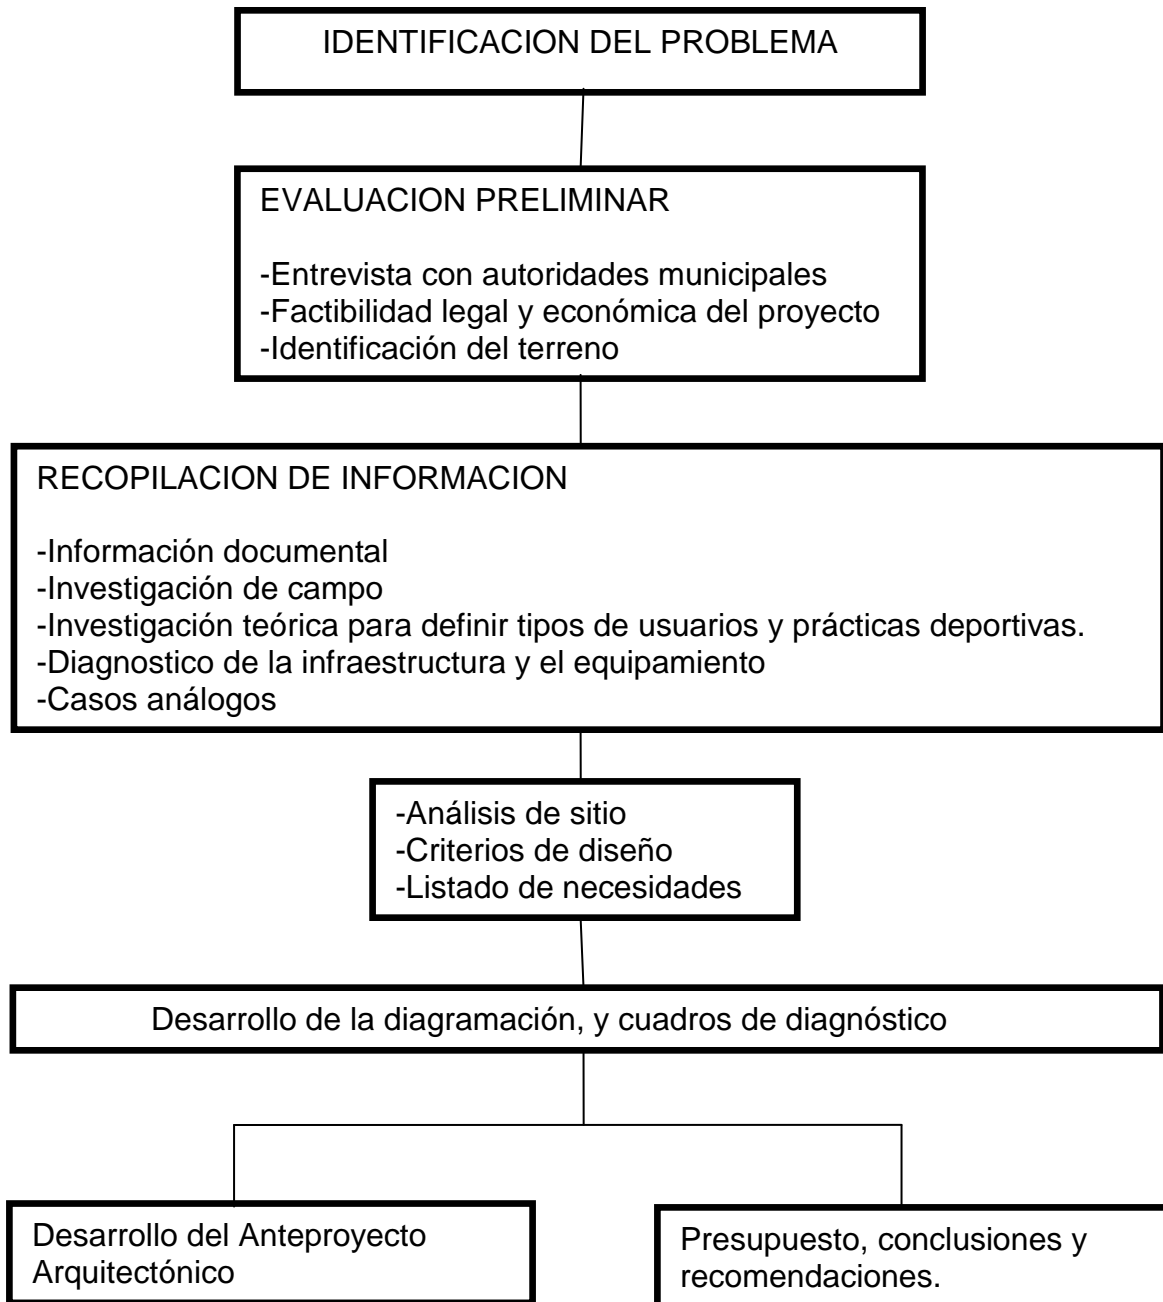 IDENTIFICACION DEL PROBLEMA
EVALUACION PRELIMINAR
-Entrevista con autoridades municipales
-Factibilidad legal y económica del proyecto
-Identificación del terreno
RECOPILACION DE INFORMACION
-Información documental
-Investigación de campo
-Investigación teórica para definir tipos de usuarios y prácticas deportivas.
-Diagnostico de la infraestructura y el equipamiento
-Casos análogos
-Análisis de sitio
-Criterios de diseño
-Listado de necesidades
Desarrollo de la diagramación, y cuadros de diagnóstico
Desarrollo del Anteproyecto
Arquitectónico
Presupuesto, conclusiones y
recomendaciones.